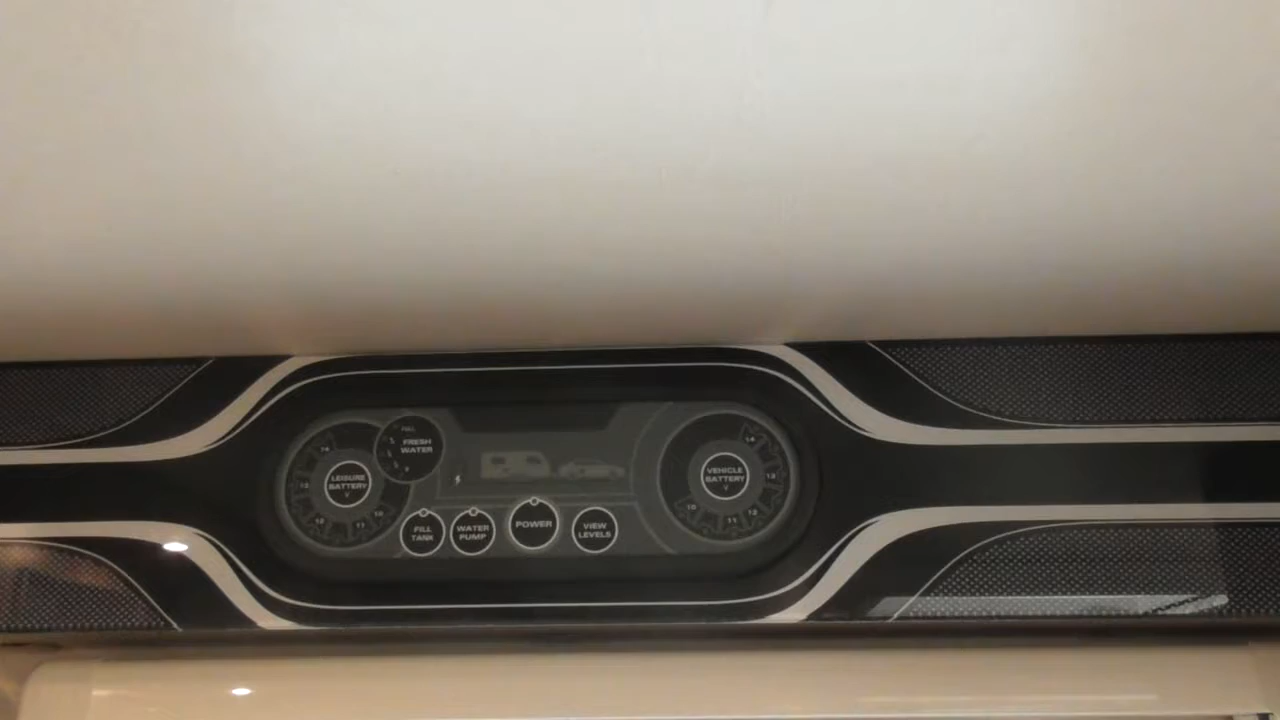 FULL
FRESH
WATER
LEISURE
BATTERY
V
13
12
11
10
FILL
TANK
WATER
PUMP
POWER
VIEW
LEVELS
VEHICLE
BATTERY
V
14
13
12
11
10